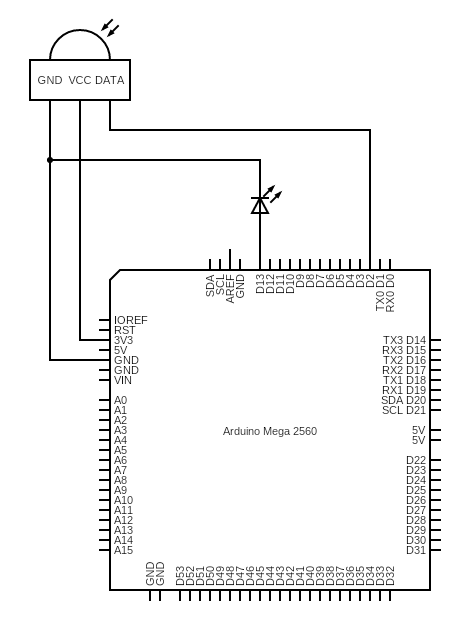 GND VCC DATA
SDA
SCL
AREF
GND
D13
D12
D11
D10
D9
D8
D7
D6
D5
D4
D3
D2
TX0 D1
RX0 D0
IOREF
RST
3V3
5V
GND
GND
VIN
A0
A1
A2
A3
A4
A5
A6
A7
A8
A9
A10
A11
A12
A13
A14
A15
Arduino Mega 2560
TX3 D14
RX3 D15
TX2 D16
RX2 D17
TX1 D18
RX1 D19
SDA D20
SCL D21
5V
5V
D22
D23
D24
D25
D26
D27
D28
D29
D30
D31
GND
GND
D53
D52
D51
D50
D49
D48
D47
D46
D45
D44
D43
D42
D41
D40
D39
D38
D37
D36
D35
D34
D33
D32